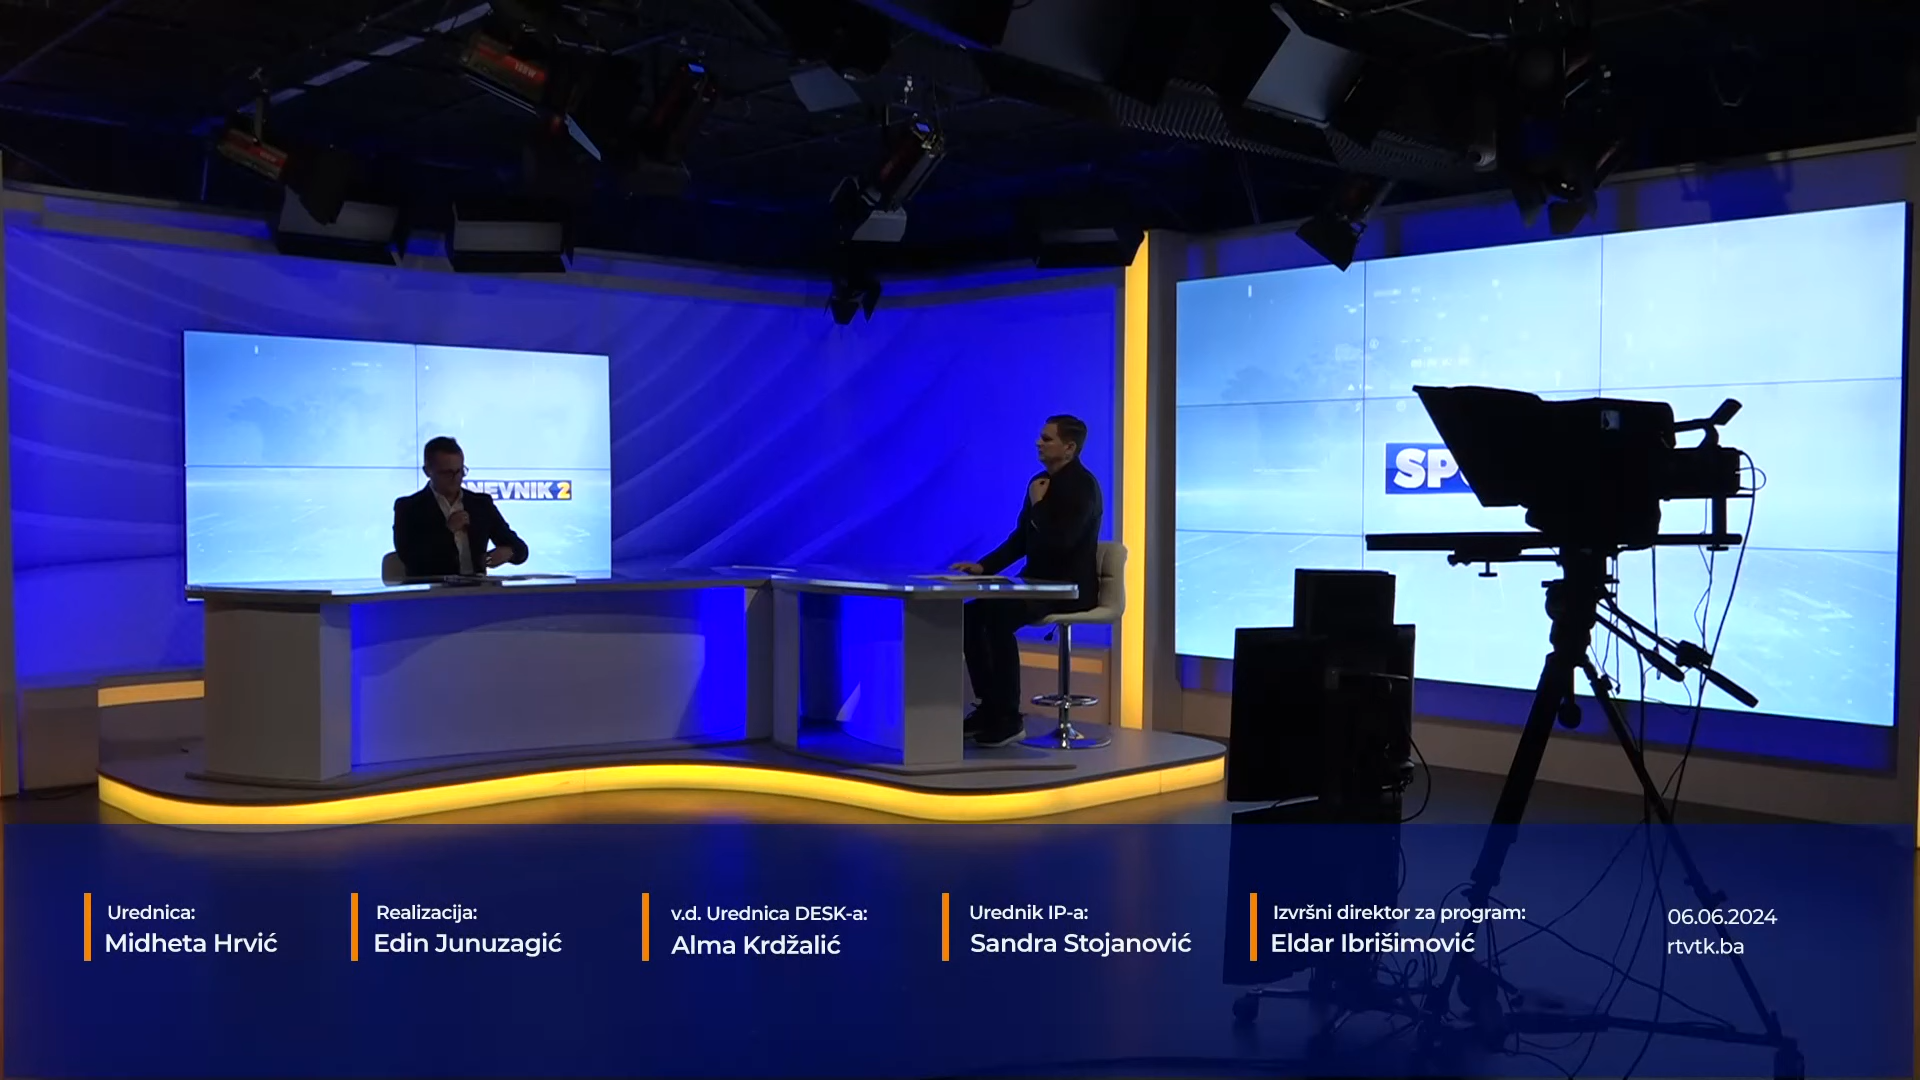 NEVNIK 2
SP
Urednica:
Midheta Hrvić
Realizacija:
Edin Junuzagić
v.d. Urednica DESK-a:
Alma Krdžalić
Urednik IP-a:
Sandra Stojanović
Izvršni direktor za program:
Eldar Ibrišimović
06.06.2024
rtvtk.ba